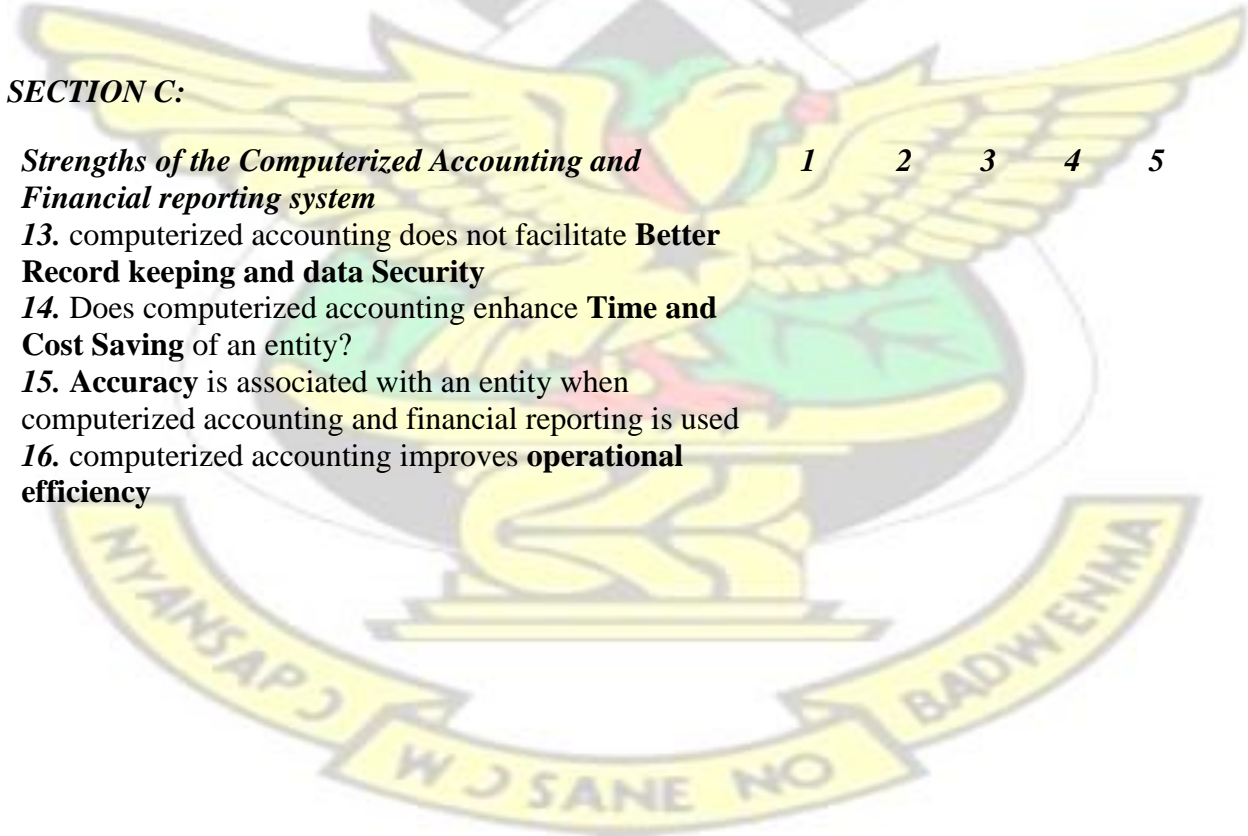 SECTION C:
Strengths of the Computerized Accounting and 1 2 3 4 5
Financial reporting system
13. computerized accounting does not facilitate Better
Record keeping and data Security
14. Does computerized accounting enhance Time and
Cost Saving of an entity?
15. Accuracy is associated with an entity when
computerized accounting and financial reporting is used
16. computerized accounting improves operational
efficiency
NYANSAPƆ WƆSANE NO BADWENMA